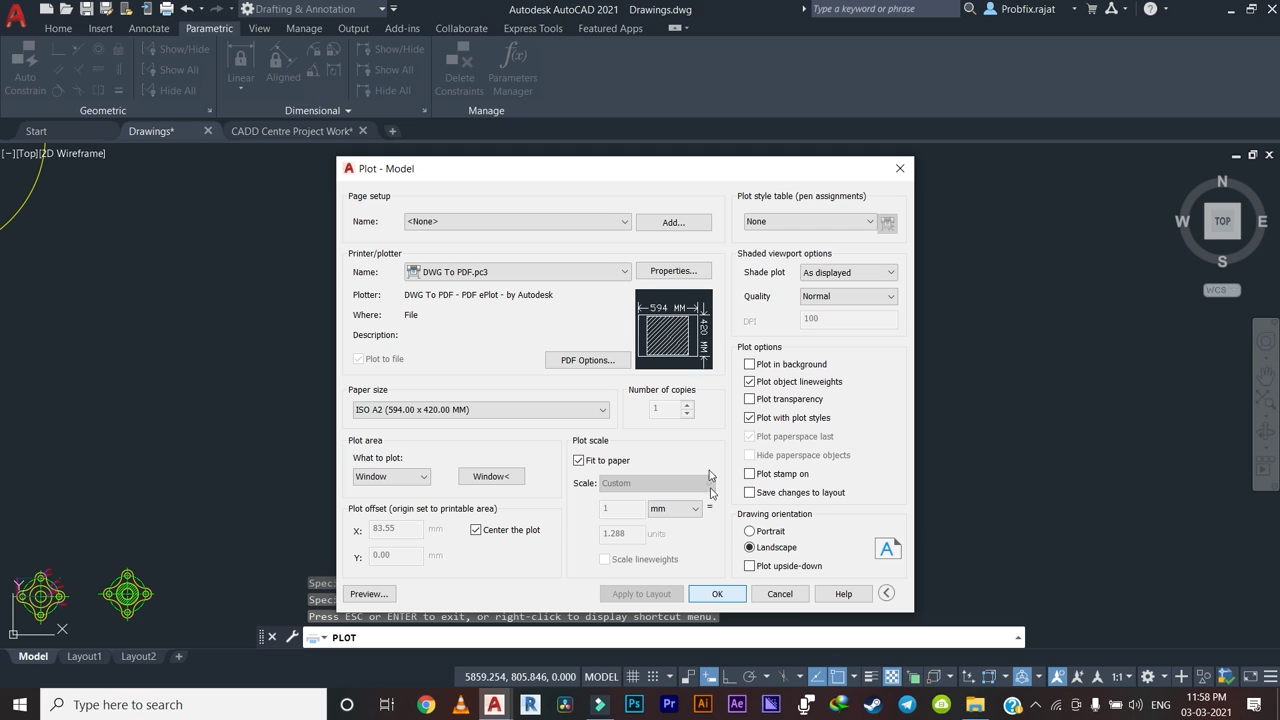 Drafting & Annotation
Autodesk AutoCAD 2021 Drawings.dwg
Type a keyword or phrase
Probfix.rajat
Home Insert Annotate Parametric View Manage Output Add-ins Collaborate Express Tools Featured Apps
Auto
Constrain
Show/Hide
Show All
Hide All
Linear
Aligned
Show/Hide
Show All
Hide All
Delete
Constraints
Parameters
Manager
Geometric
Dimensional
Manage
Start
Drawings*
CADD Centre Project Work*
[−][Top][2D Wireframe]
N
W TOP E
S
WCS
Plot - Model
Page setup
Name: <None> Add...
Printer/plotter
Name: DWG To PDF.pc3 Properties...
Plotter: DWG To PDF - PDF ePlot - by Autodesk
Where: File
Description:
Plot to file
PDF Options...
594 MM
420 MM
Paper size
ISO A2 (594.00 x 420.00 MM)
Number of copies
1
Plot area
What to plot:
Window Window<
Plot offset (origin set to printable area)
X: 83.55 mm
Center the plot
Y: 0.00 mm
Plot scale
Fit to paper
Scale: Custom
1 mm =
1.288 units
Scale lineweights
Plot style table (pen assignments)
None
Shaded viewport options
Shade plot As displayed
Quality Normal
DPI 100
Plot options
Plot in background
Plot object lineweights
Plot transparency
Plot with plot styles
Plot paperspace last
Hide paperspace objects
Plot stamp on
Save changes to layout
Drawing orientation
Portrait
Landscape
Plot upside-down
A
Preview... Apply to Layout OK Cancel Help
Speci
Speci
Press ESC or ENTER to exit, or right-click to display shortcut menu.
PLOT
Y
X
Model Layout1 Layout2
5859.254, 805.846, 0.000 MODEL 1:1
Type here to search
A R Ps Pr Ai Ae
ENG
11:58 PM
03-03-2021